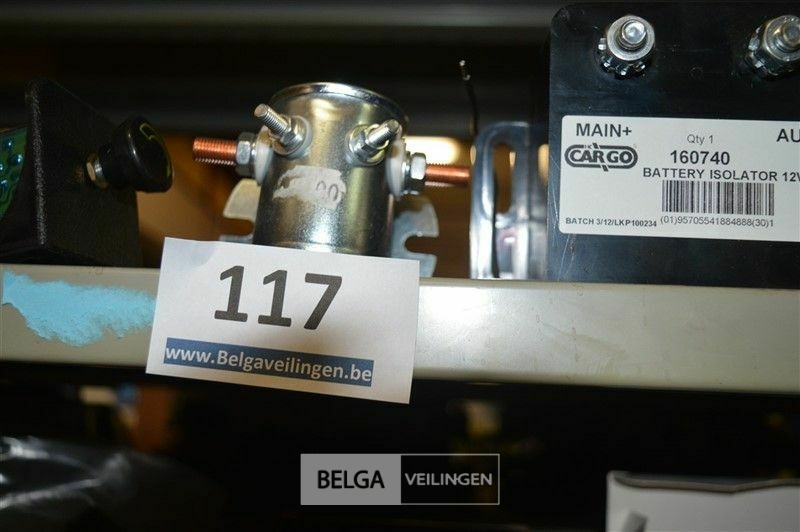 MAIN+
Qty 1
AU
CARGO
160740
BATTERY ISOLATOR 12V
BATCH 3/12/LKP100234
(01)95705541884888(30)1
117
www.Belgaveilingen.be
BELGA VEILINGEN